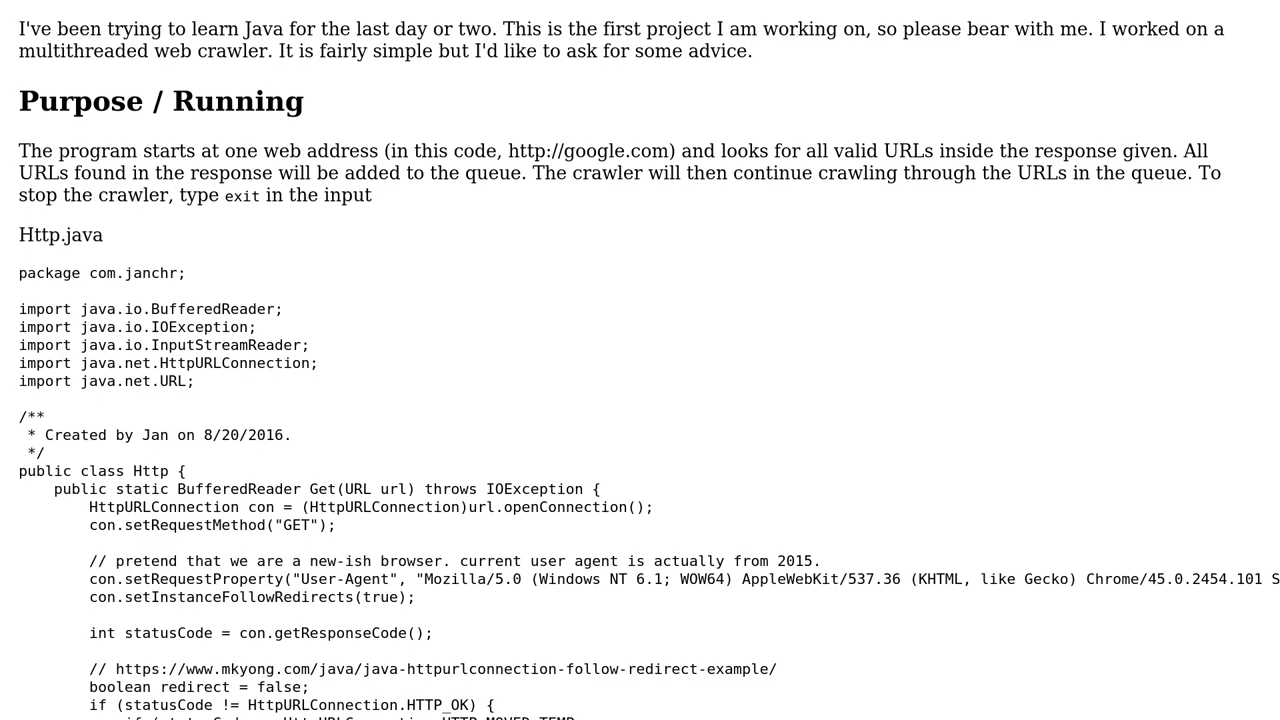 I've been trying to learn Java for the last day or two. This is the first project I am working on, so please bear with me. I worked on a
multithreaded web crawler. It is fairly simple but I'd like to ask for some advice.
Purpose / Running
The program starts at one web address (in this code, http://google.com) and looks for all valid URLs inside the response given. All
URLs found in the response will be added to the queue. The crawler will then continue crawling through the URLs in the queue. To
stop the crawler, type exit in the input
Http.java
package com.janchr;
import java.io.BufferedReader;
import java.io.IOException;
import java.io.InputStreamReader;
import java.net.HttpURLConnection;
import java.net.URL;
/**
 * Created by Jan on 8/20/2016.
 */
public class Http {
    public static BufferedReader Get(URL url) throws IOException {
        HttpURLConnection con = (HttpURLConnection)url.openConnection();
        con.setRequestMethod("GET");
        // pretend that we are a new-ish browser. current user agent is actually from 2015.
        con.setRequestProperty("User-Agent", "Mozilla/5.0 (Windows NT 6.1; WOW64) AppleWebKit/537.36 (KHTML, like Gecko) Chrome/45.0.2454.101 S
        con.setInstanceFollowRedirects(true);
        int statusCode = con.getResponseCode();
        // https://www.mkyong.com/java/java-httpurlconnection-follow-redirect-example/
        boolean redirect = false;
        if (statusCode != HttpURLConnection.HTTP_OK) {